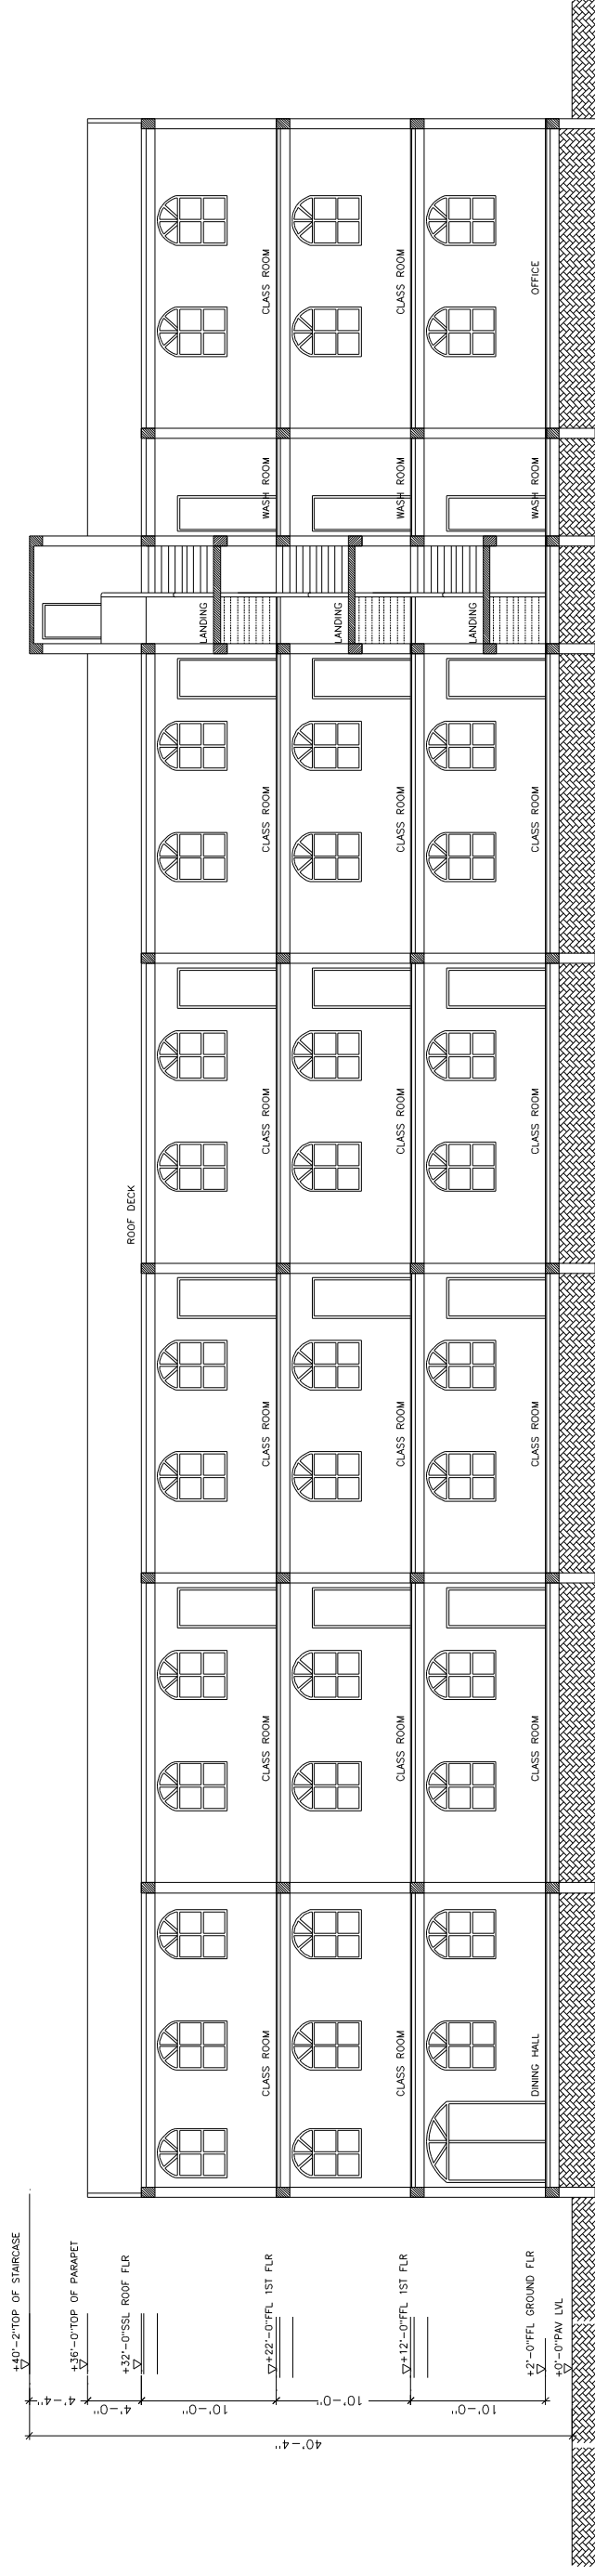 +40'-2"TOP OF STAIRCASE
+36'-0"TOP OF PARAPET
+32'-0"SSL ROOF FLR
+22'-0"FFL 1ST FLR
+12'-0"FFL 1ST FLR
+2'-0"FFL GROUND FLR
+0'-0"PAV LVL
4'-4"
4'-0"
10'-0"
10'-0"
10'-0"
40'-4"
ROOF DECK
CLASS ROOM
CLASS ROOM
CLASS ROOM
CLASS ROOM
CLASS ROOM
LANDING
WASH ROOM
CLASS ROOM
CLASS ROOM
CLASS ROOM
CLASS ROOM
CLASS ROOM
CLASS ROOM
LANDING
WASH ROOM
CLASS ROOM
DINING HALL
CLASS ROOM
CLASS ROOM
CLASS ROOM
CLASS ROOM
LANDING
WASH ROOM
OFFICE